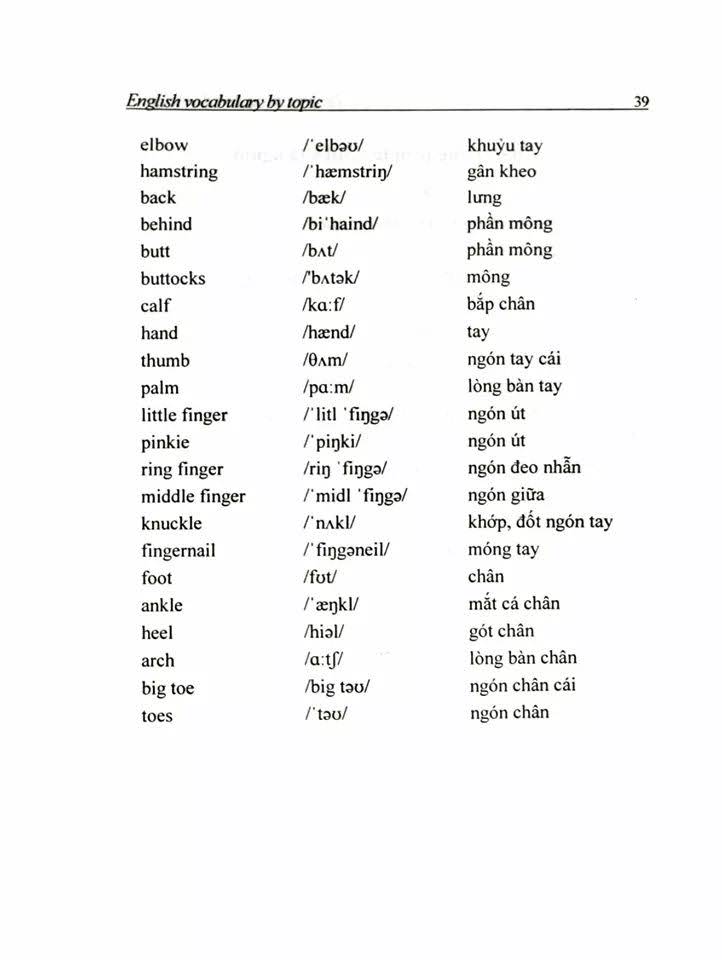 English vocabulary by topic 39
elbow /ˈelbəʊ/ khuỷu tay
hamstring /ˈhæmstriŋ/ gân kheo
back /bæk/ lưng
behind /biˈhaind/ phần mông
butt /bʌt/ phần mông
buttocks /ˈbʌtək/ mông
calf /kɑːf/ bắp chân
hand /hænd/ tay
thumb /θʌm/ ngón tay cái
palm /pɑːm/ lòng bàn tay
little finger /ˈlitl ˈfiŋgə/ ngón út
pinkie /ˈpiŋki/ ngón út
ring finger /riŋ ˈfiŋgə/ ngón đeo nhẫn
middle finger /ˈmidl ˈfiŋgə/ ngón giữa
knuckle /ˈnʌkl/ khớp, đốt ngón tay
fingernail /ˈfiŋgəneil/ móng tay
foot /fʊt/ chân
ankle /ˈæŋkl/ mắt cá chân
heel /hiəl/ gót chân
arch /ɑːtʃ/ lòng bàn chân
big toe /big təʊ/ ngón chân cái
toes /ˈtəʊ/ ngón chân